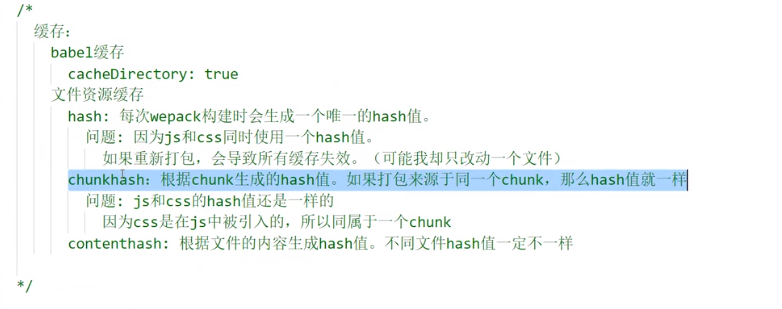 /*
缓存：
babel缓存
cacheDirectory: true
文件资源缓存
hash: 每次wepack构建时会生成一个唯一的hash值。
问题: 因为js和css同时使用一个hash值。
如果重新打包，会导致所有缓存失效。（可能我却只改动一个文件）
chunkhash：根据chunk生成的hash值。如果打包来源于同一个chunk，那么hash值就一样
问题: js和css的hash值还是一样的
因为css是在js中被引入的，所以同属于一个chunk
contenthash: 根据文件的内容生成hash值。不同文件hash值一定不一样
*/